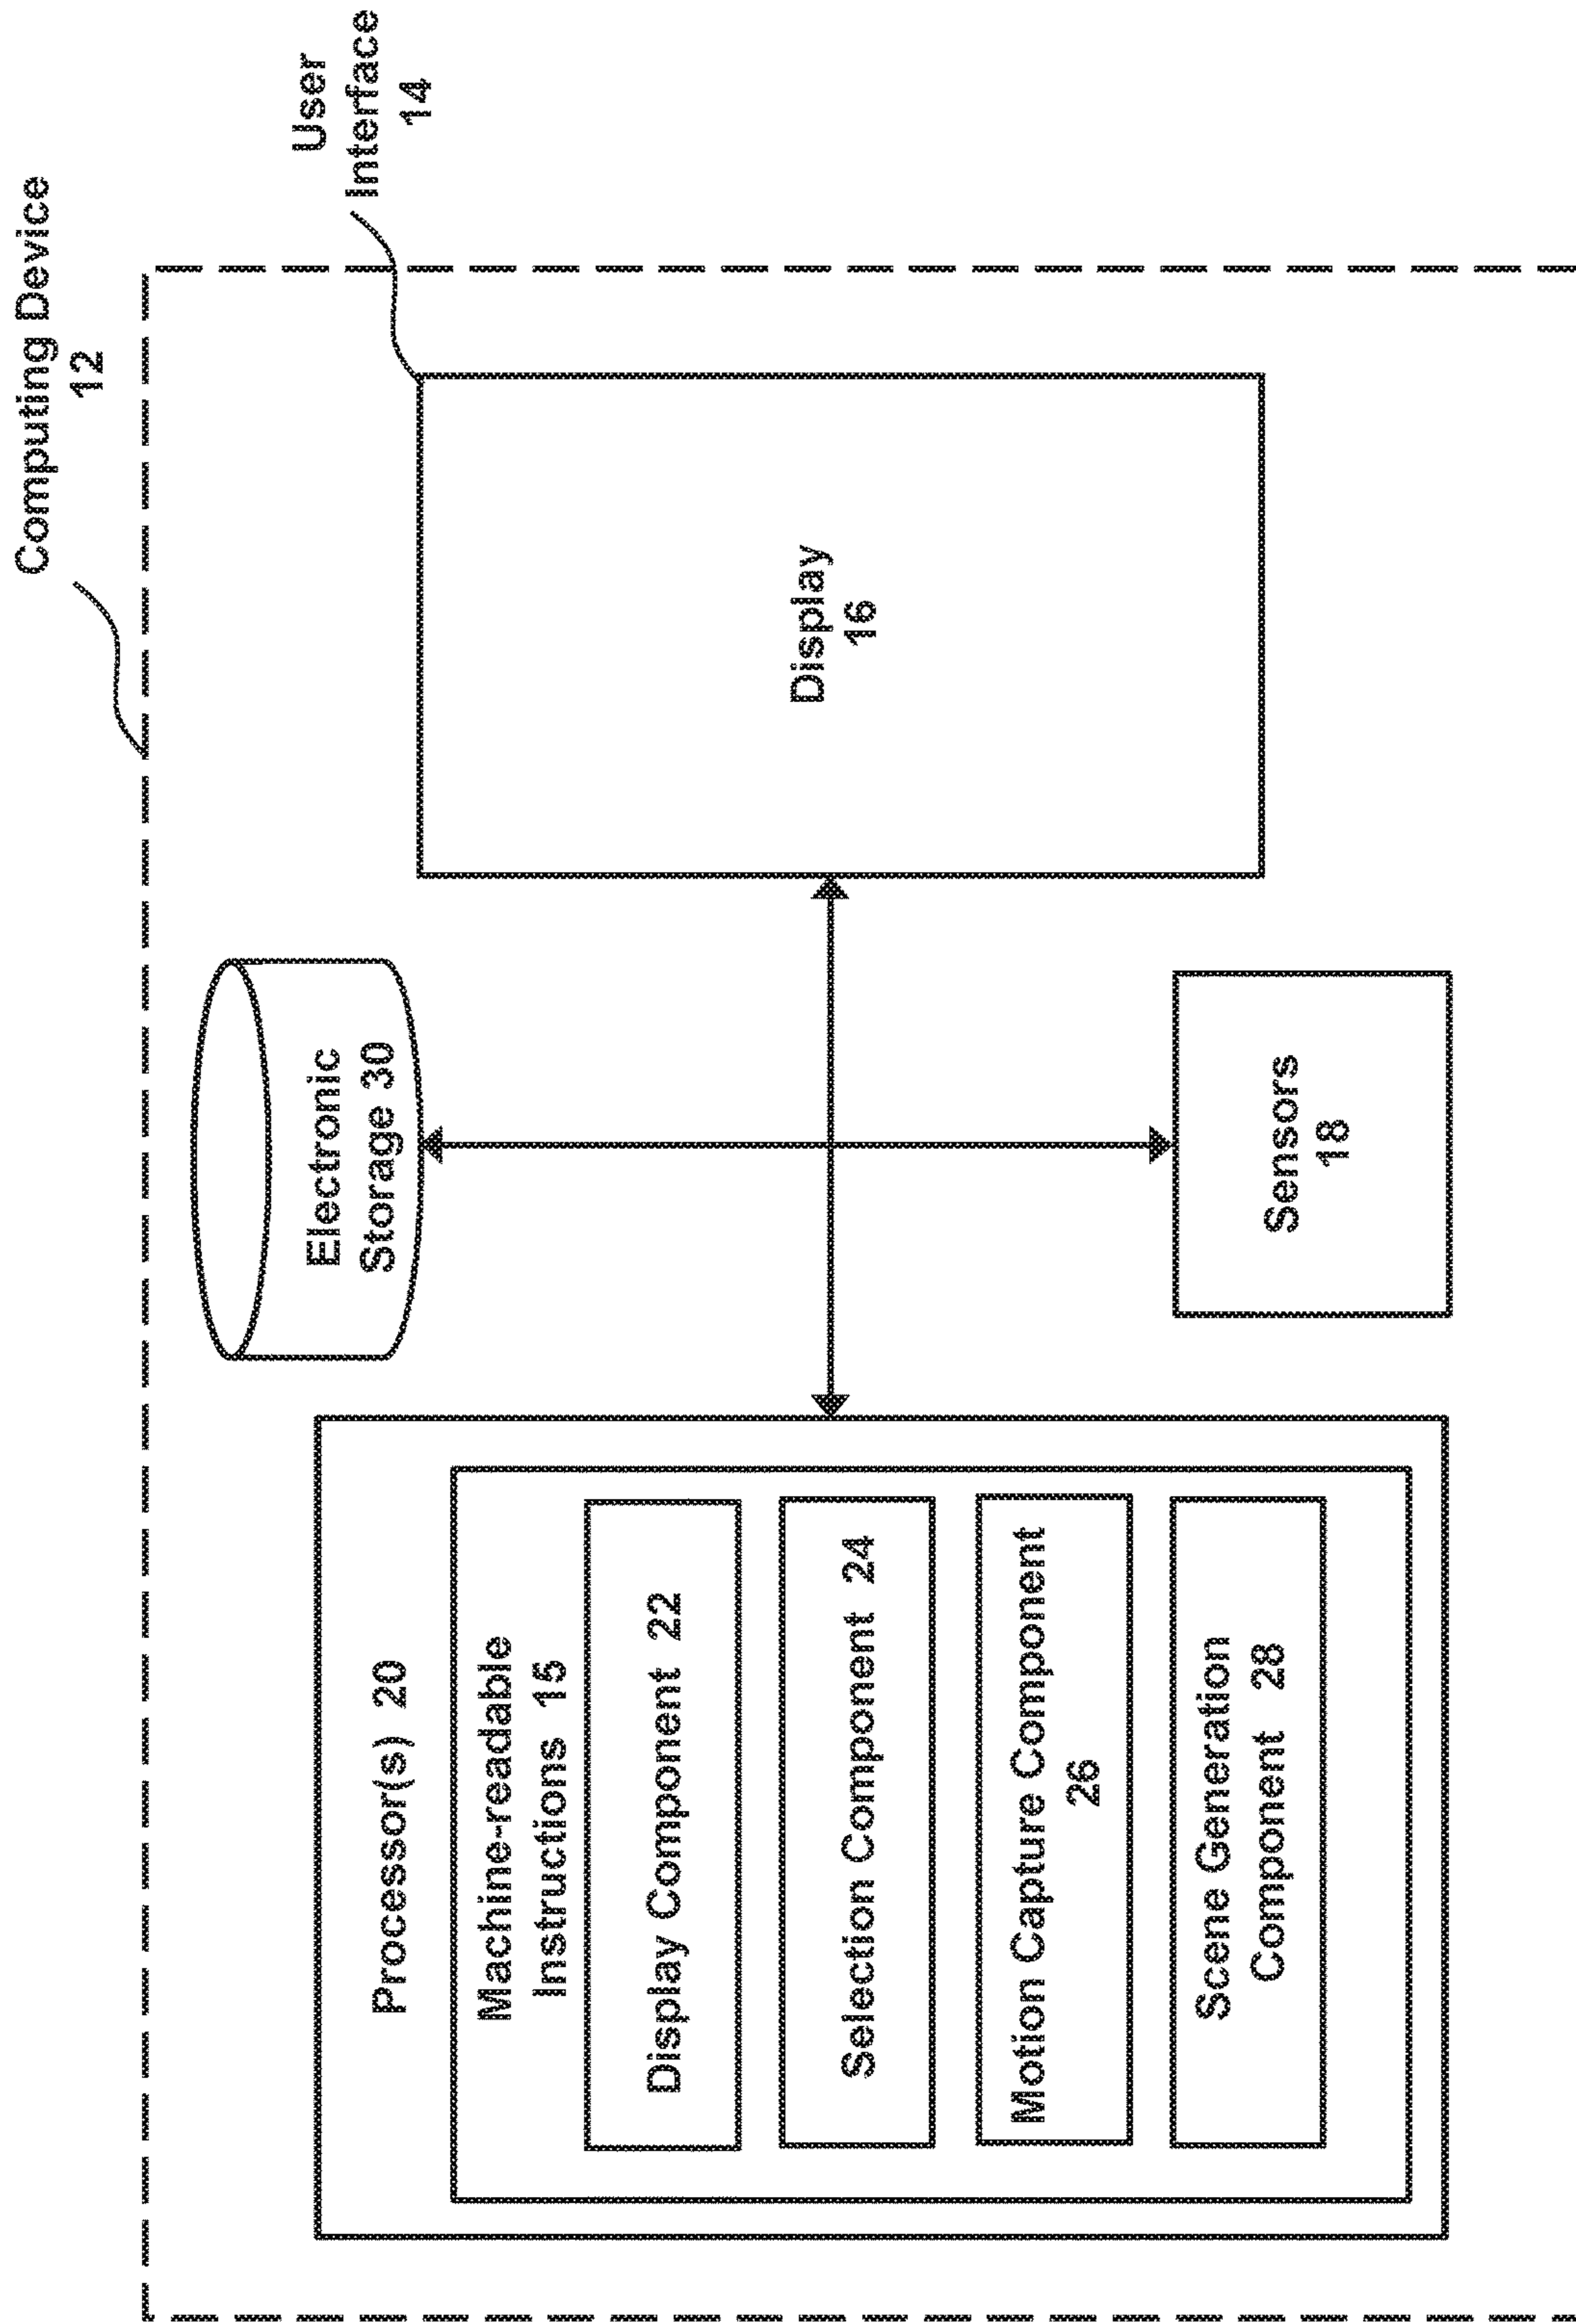 Computing Device
12
User
Interface
14
Processor(s) 20
Machine-readable
Instructions 15
Display Component 22
Selection Component 24
Motion Capture Component
26
Scene Generation
Component 28
Electronic
Storage 30
Sensors
18
Display
16